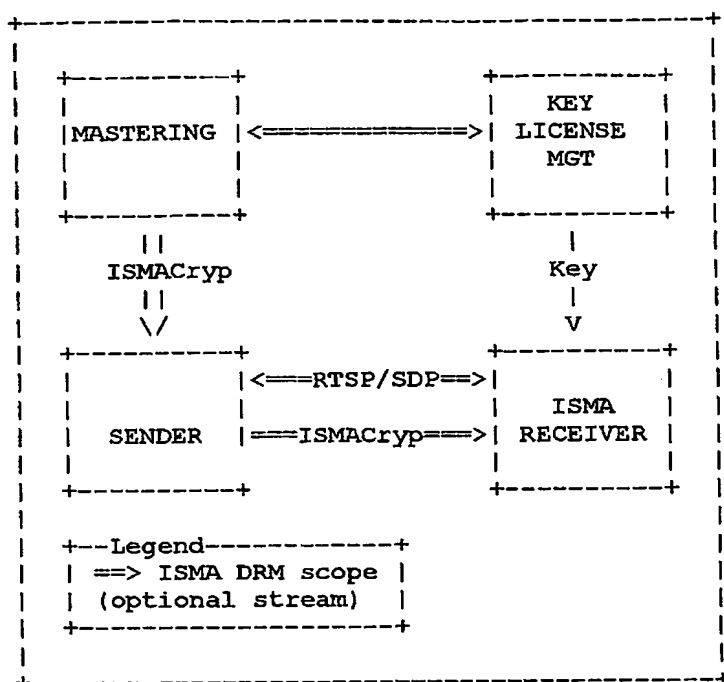 MASTERING <=============> KEY LICENSE MGT
ISMACryp
Key
V
<===RTSP/SDP==>
SENDER ===ISMACryp===> ISMA RECEIVER
Legend
==> ISMA DRM scope
(optional stream)